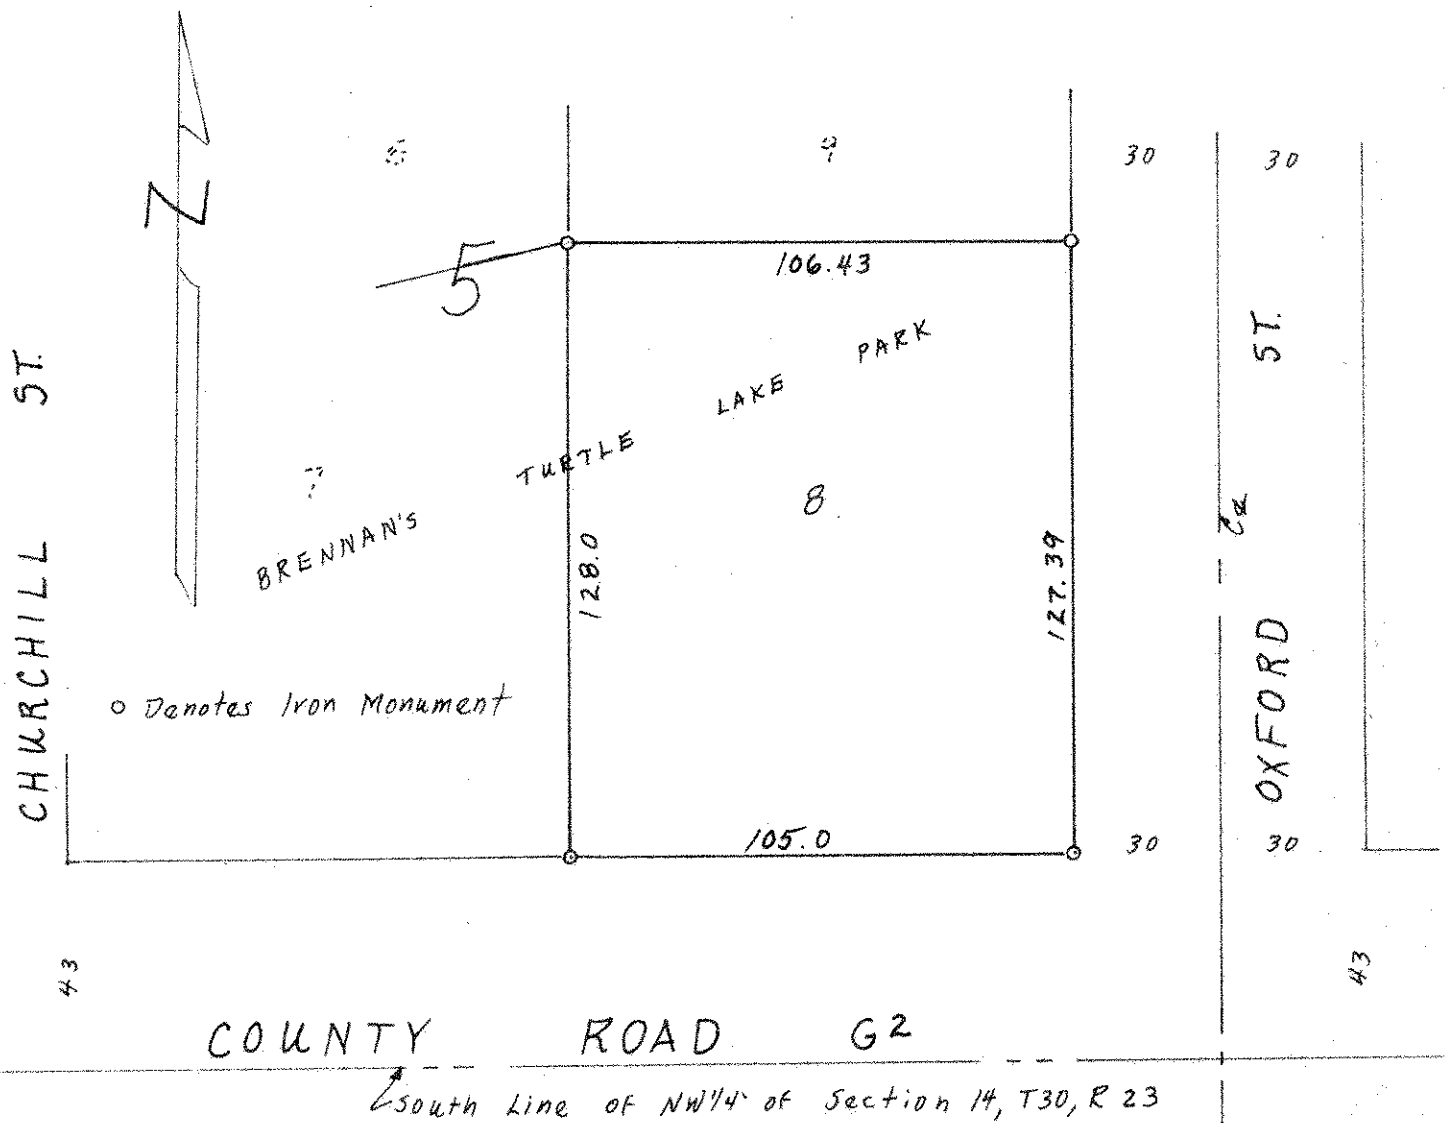 N
9
30
30
5
106.43
CHURCHILL ST.
BRENNAN'S TURTLE LAKE PARK
7
8
128.0
127.39
OXFORD ST.
o Denotes Iron Monument
105.0
30
30
43
43
COUNTY ROAD G2
South Line of NW1/4 of Section 14, T30, R 23